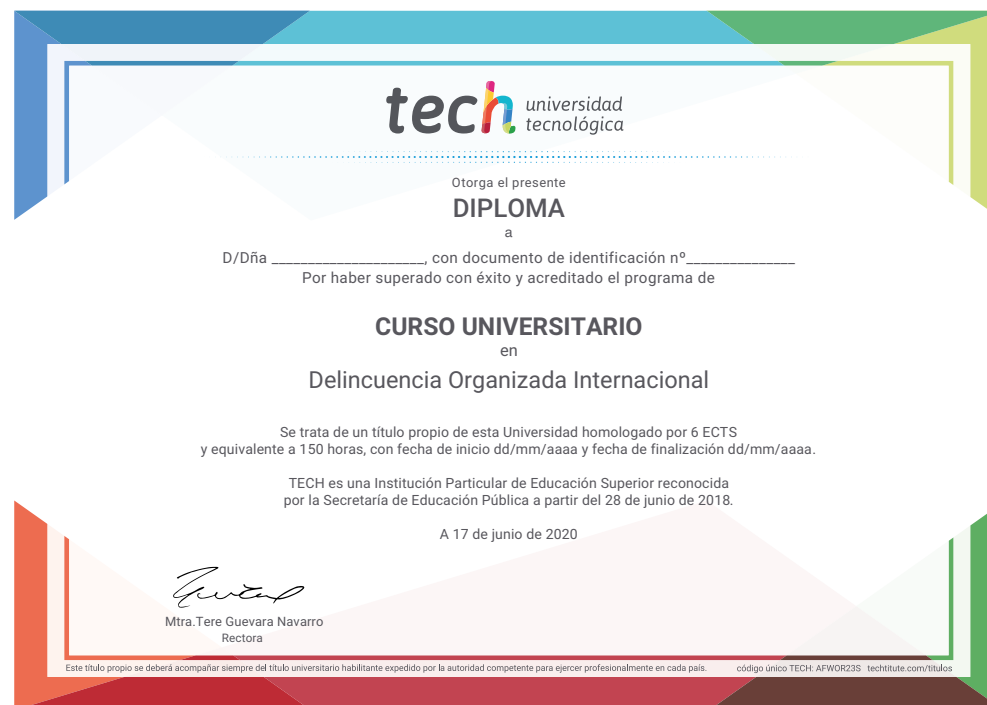 tech universidad
tecnológica
Otorga el presente
DIPLOMA
a
D/Dña _____________________, con documento de identificación nº_______________
Por haber superado con éxito y acreditado el programa de
CURSO UNIVERSITARIO
en
Delincuencia Organizada Internacional
Se trata de un título propio de esta Universidad homologado por 6 ECTS
y equivalente a 150 horas, con fecha de inicio dd/mm/aaaa y fecha de finalización dd/mm/aaaa.
TECH es una Institución Particular de Educación Superior reconocida
por la Secretaría de Educación Pública a partir del 28 de junio de 2018.
A 17 de junio de 2020
Mtra.Tere Guevara Navarro
Rectora
Este título propio se deberá acompañar siempre del título universitario habilitante expedido por la autoridad competente para ejercer profesionalmente en cada país. código único TECH: AFWOR23S techtitute.com/titulos